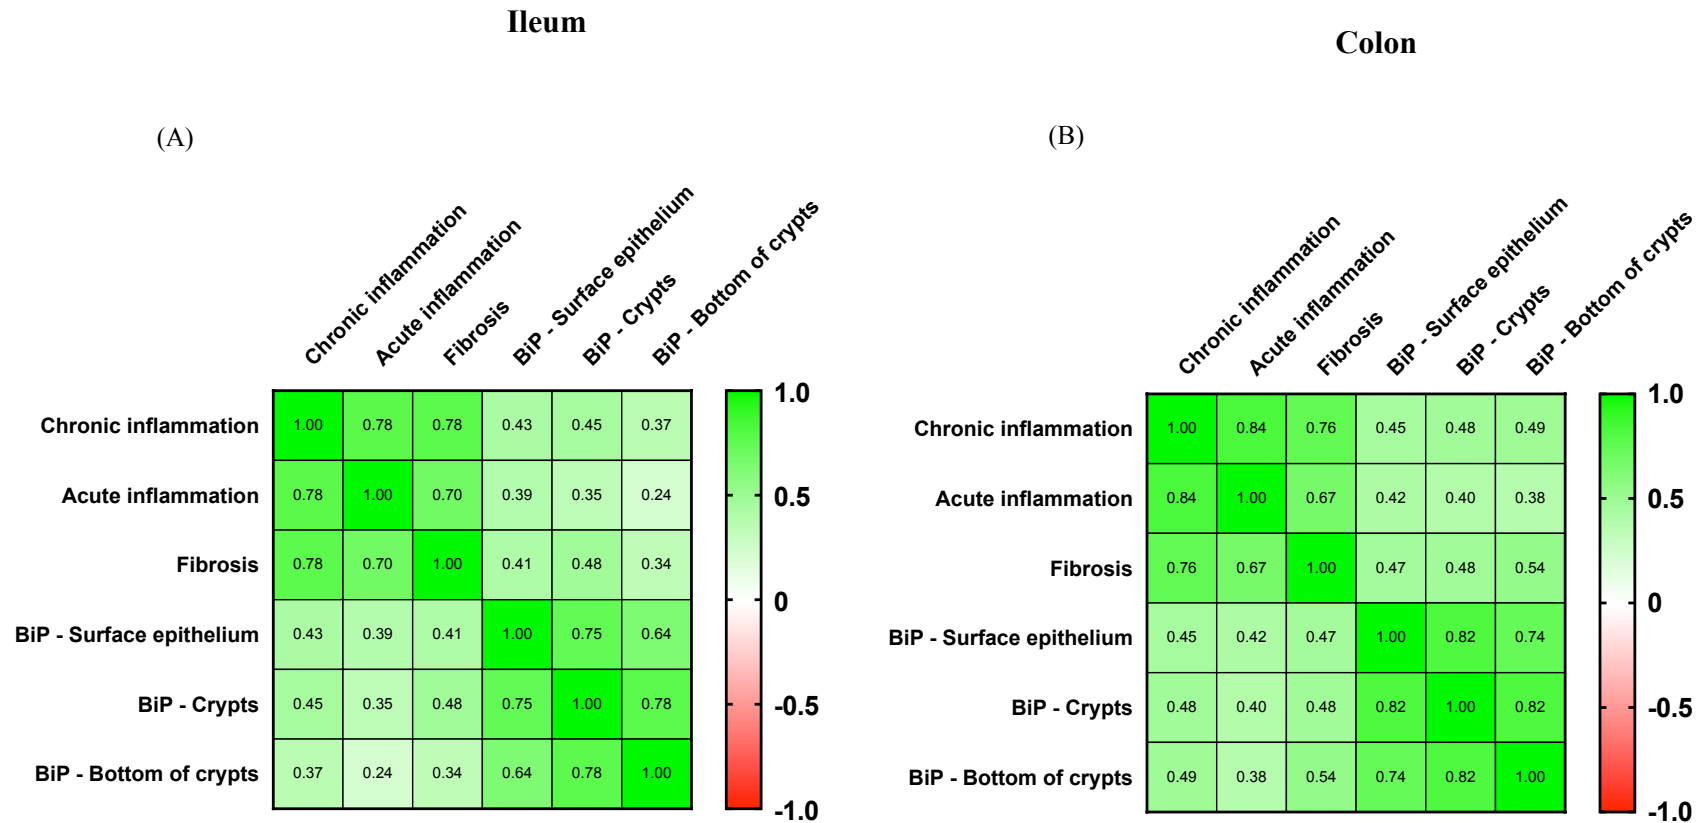 Ileum
Colon
(A)
(B)
Chronic inflammation
Acute inflammation
Fibrosis
BiP - Surface epithelium
BiP - Crypts
BiP - Bottom of crypts
Chronic inflammation 1.00 0.78 0.78 0.43 0.45 0.37
Acute inflammation 0.78 1.00 0.70 0.39 0.35 0.24
Fibrosis 0.78 0.70 1.00 0.41 0.48 0.34
BiP - Surface epithelium 0.43 0.39 0.41 1.00 0.75 0.64
BiP - Crypts 0.45 0.35 0.48 0.75 1.00 0.78
BiP - Bottom of crypts 0.37 0.24 0.34 0.64 0.78 1.00
1.0
0.5
0
-0.5
-1.0
Chronic inflammation
Acute inflammation
Fibrosis
BiP - Surface epithelium
BiP - Crypts
BiP - Bottom of crypts
Chronic inflammation 1.00 0.84 0.76 0.45 0.48 0.49
Acute inflammation 0.84 1.00 0.67 0.42 0.40 0.38
Fibrosis 0.76 0.67 1.00 0.47 0.48 0.54
BiP - Surface epithelium 0.45 0.42 0.47 1.00 0.82 0.74
BiP - Crypts 0.48 0.40 0.48 0.82 1.00 0.82
BiP - Bottom of crypts 0.49 0.38 0.54 0.74 0.82 1.00
1.0
0.5
0
-0.5
-1.0